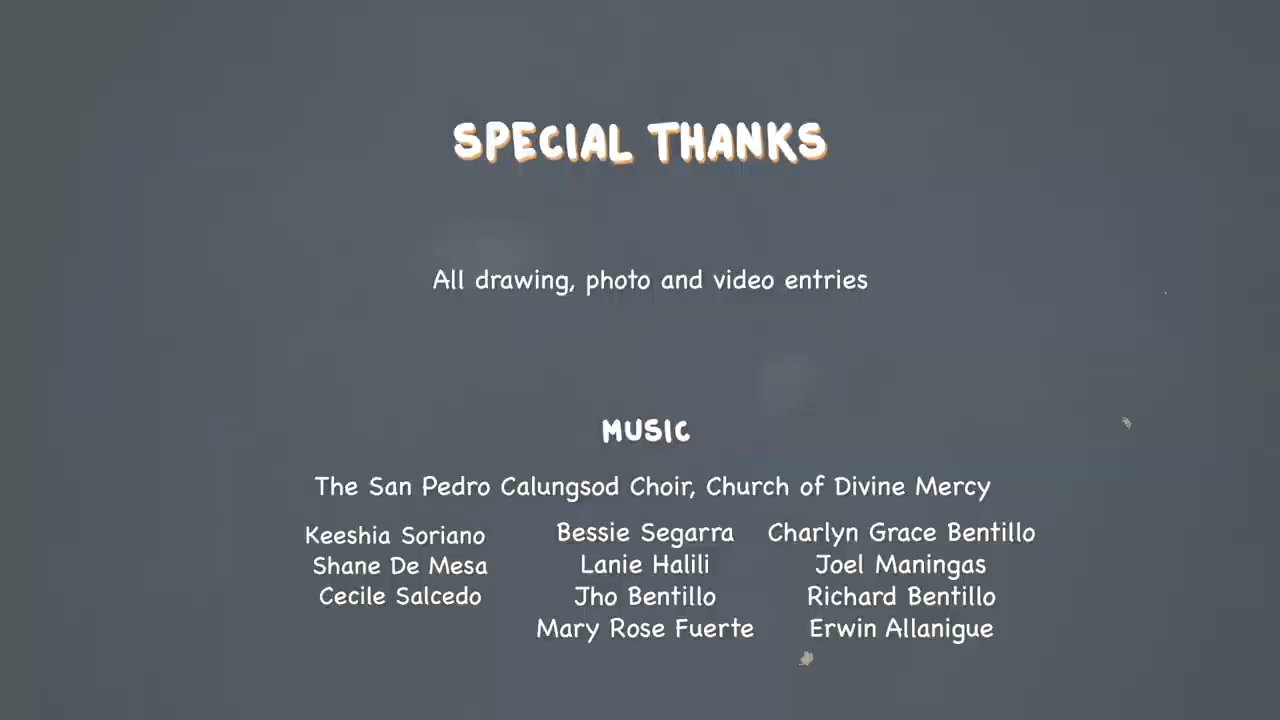 SPECIAL THANKS
All drawing, photo and video entries
MUSIC
The San Pedro Calungsod Choir, Church of Divine Mercy
Keeshia Soriano
Shane De Mesa
Cecile Salcedo
Bessie Segarra
Lanie Halili
Jho Bentillo
Mary Rose Fuerte
Charlyn Grace Bentillo
Joel Maningas
Richard Bentillo
Erwin Allanigue